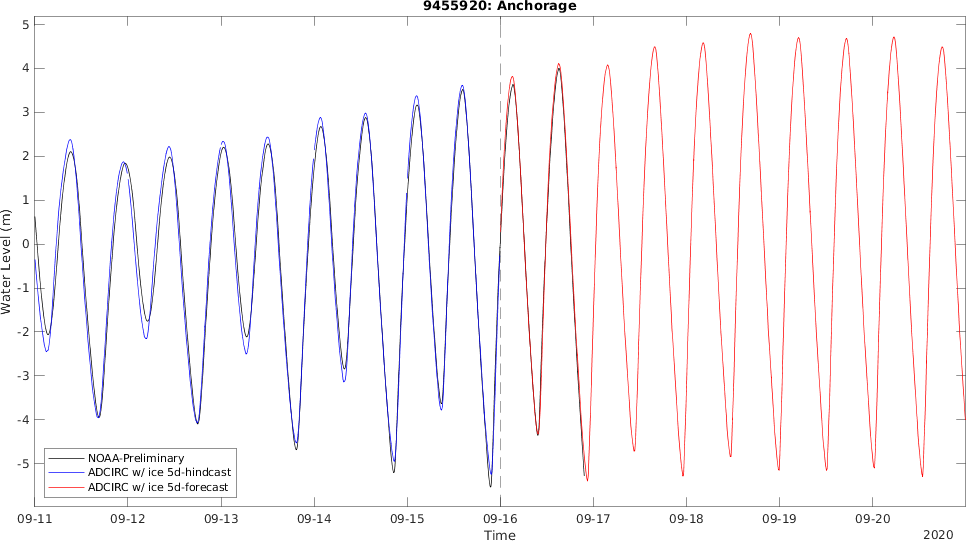 9455920: Anchorage
5
4
3
2
1
0
-1
-2
-3
-4
-5
Water Level (m)
NOAA-Preliminary
ADCIRC w/ ice 5d-hindcast
ADCIRC w/ ice 5d-forecast
09-11 09-12 09-13 09-14 09-15 09-16 09-17 09-18 09-19 09-20
Time
2020